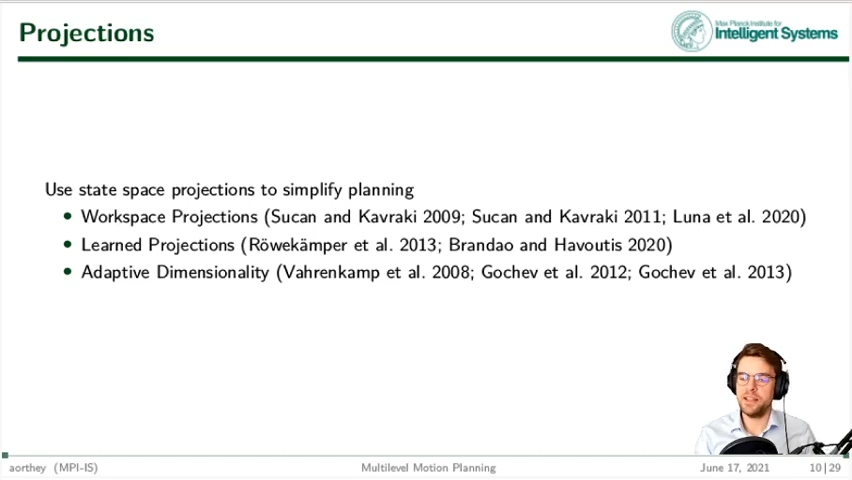 Projections
Max Planck Institute for
Intelligent Systems
Use state space projections to simplify planning
• Workspace Projections (Sucan and Kavraki 2009; Sucan and Kavraki 2011; Luna et al. 2020)
• Learned Projections (Röwekämper et al. 2013; Brandao and Havoutis 2020)
• Adaptive Dimensionality (Vahrenkamp et al. 2008; Gochev et al. 2012; Gochev et al. 2013)
aorthey (MPI-IS)
Multilevel Motion Planning
June 17, 2021
10|29